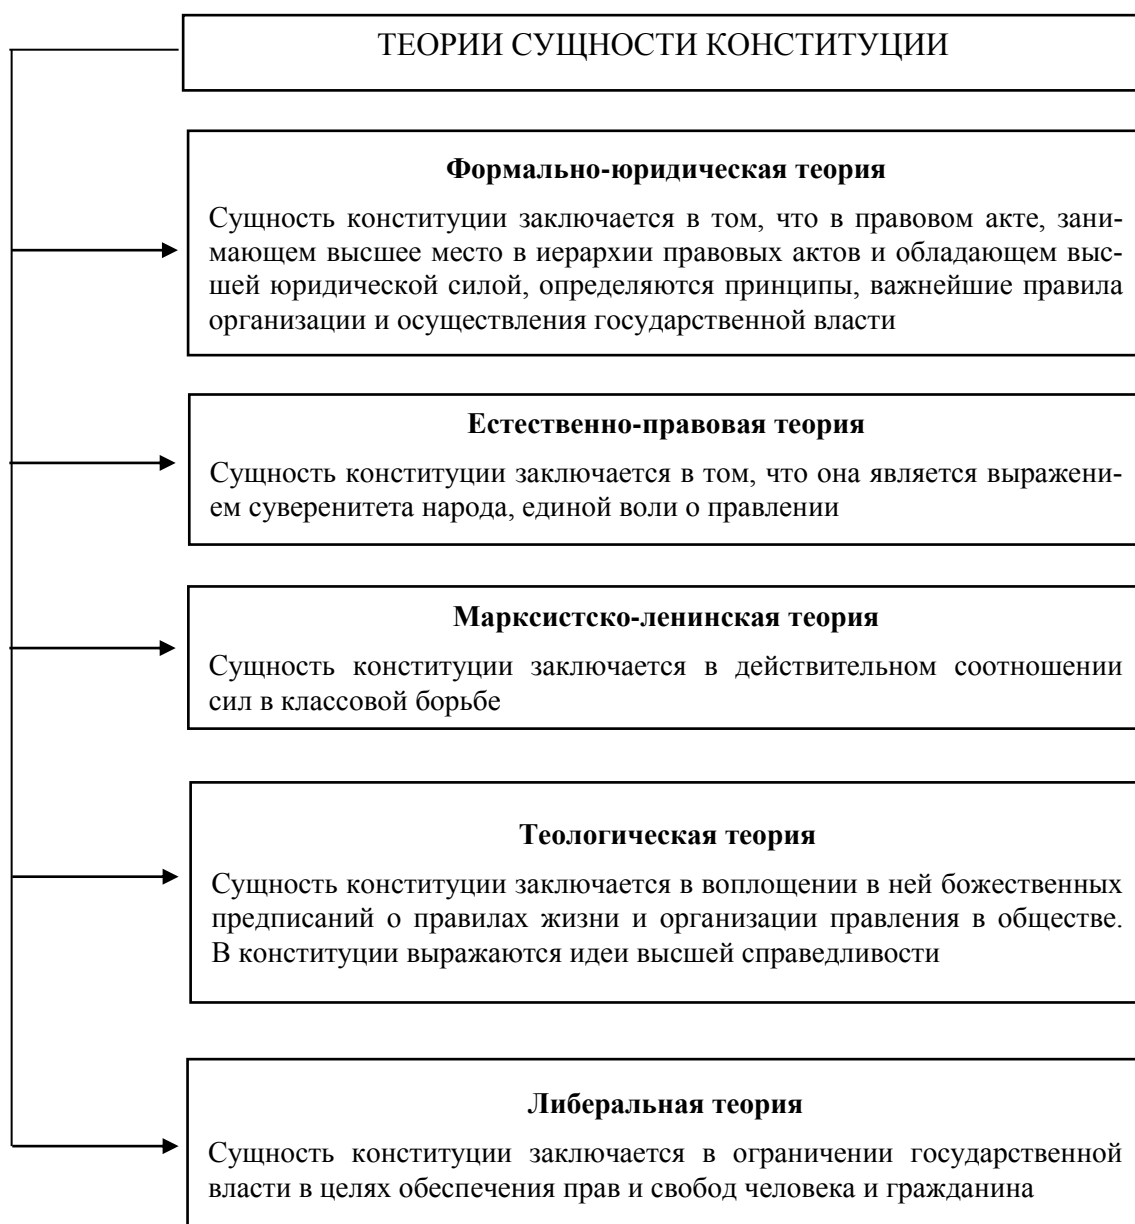 ТЕОРИИ СУЩНОСТИ КОНСТИТУЦИИ
Формально-юридическая теория
Сущность конституции заключается в том, что в правовом акте, зани-
мающем высшее место в иерархии правовых актов и обладающем выс-
шей юридической силой, определяются принципы, важнейшие правила
организации и осуществления государственной власти
Естественно-правовая теория
Сущность конституции заключается в том, что она является выражени-
ем суверенитета народа, единой воли о правлении
Марксистско-ленинская теория
Сущность конституции заключается в действительном соотношении
сил в классовой борьбе
Теологическая теория
Сущность конституции заключается в воплощении в ней божественных
предписаний о правилах жизни и организации правления в обществе.
В конституции выражаются идеи высшей справедливости
Либеральная теория
Сущность конституции заключается в ограничении государственной
власти в целях обеспечения прав и свобод человека и гражданина